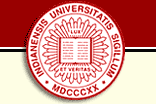 INDIANENSIS UNIVERSITATIS SIGILLUM
LUX
ET VERITAS
MDCCCXX